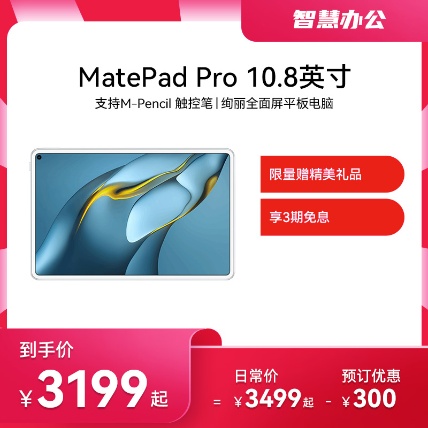 智慧办公
MatePad Pro 10.8英寸
支持M-Pencil 触控笔|绚丽全面屏平板电脑
限量赠精美礼品
享3期免息
到手价
¥3199起
日常价 预订优惠
=¥3499起 -¥300